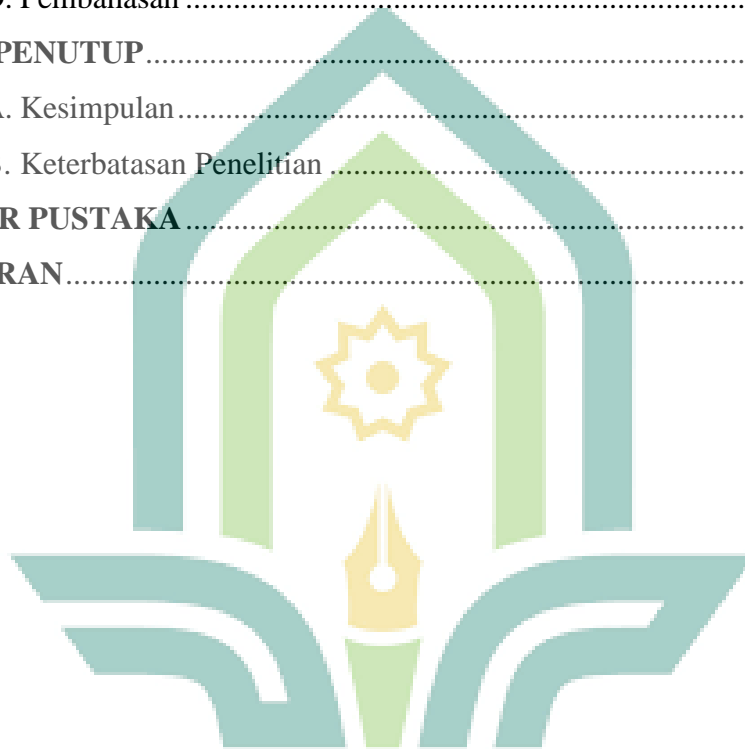 D. Pembahasan ........................................................................
PENUTUP ........................................................................
A. Kesimpulan ........................................................................
B. Keterbatasan Penelitian ........................................................................
R PUSTAKA ........................................................................
RAN ........................................................................